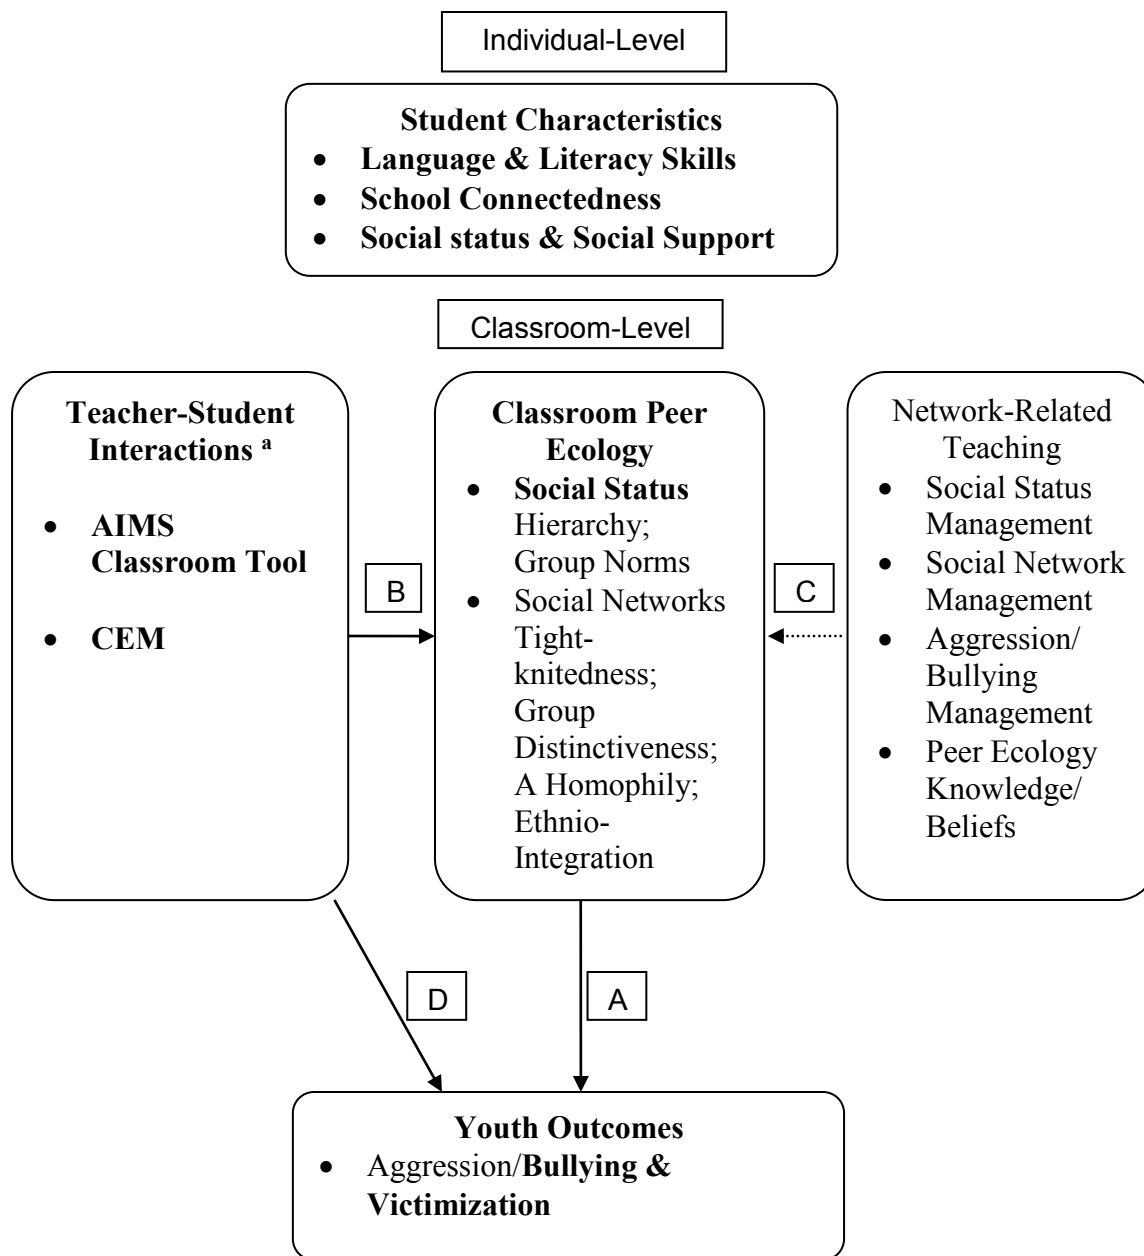 Individual-Level
Student Characteristics
• Language & Literacy Skills
• School Connectedness
• Social status & Social Support
Classroom-Level
Teacher-Student
Interactions a
• AIMS
Classroom Tool
• CEM
B
Classroom Peer
Ecology
• Social Status
Hierarchy;
Group Norms
• Social Networks
Tight-
knitedness;
Group
Distinctiveness;
A Homophily;
Ethnio-
Integration
C
Network-Related
Teaching
• Social Status
Management
• Social Network
Management
• Aggression/
Bullying
Management
• Peer Ecology
Knowledge/
Beliefs
D
A
Youth Outcomes
• Aggression/Bullying &
Victimization